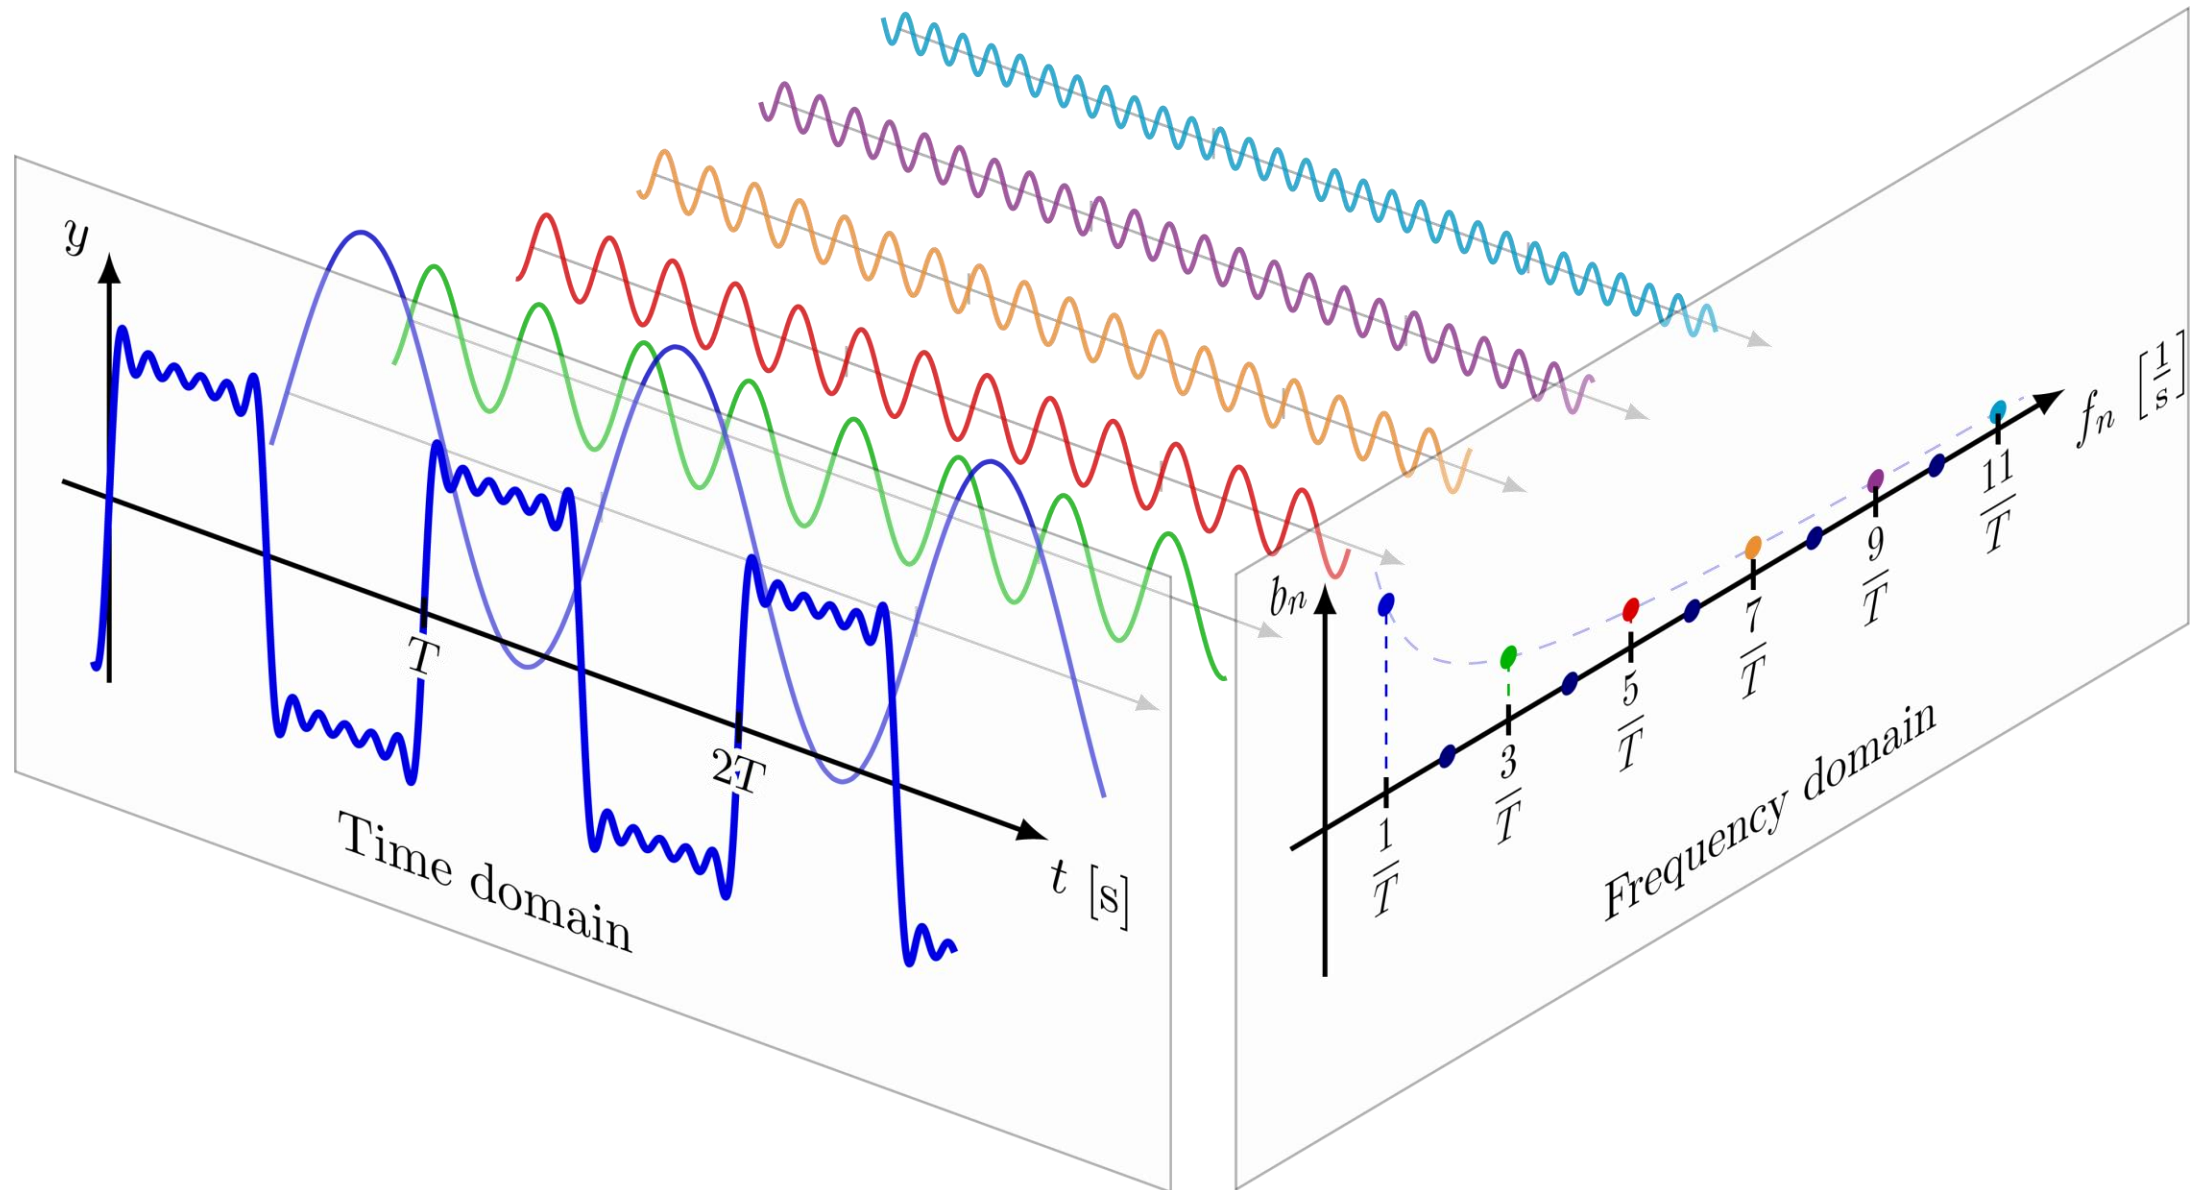 y
T
2T
t [s]
Time domain
b_n
1/T
3/T
5/T
7/T
9/T
11/T
f_n [1/s]
Frequency domain